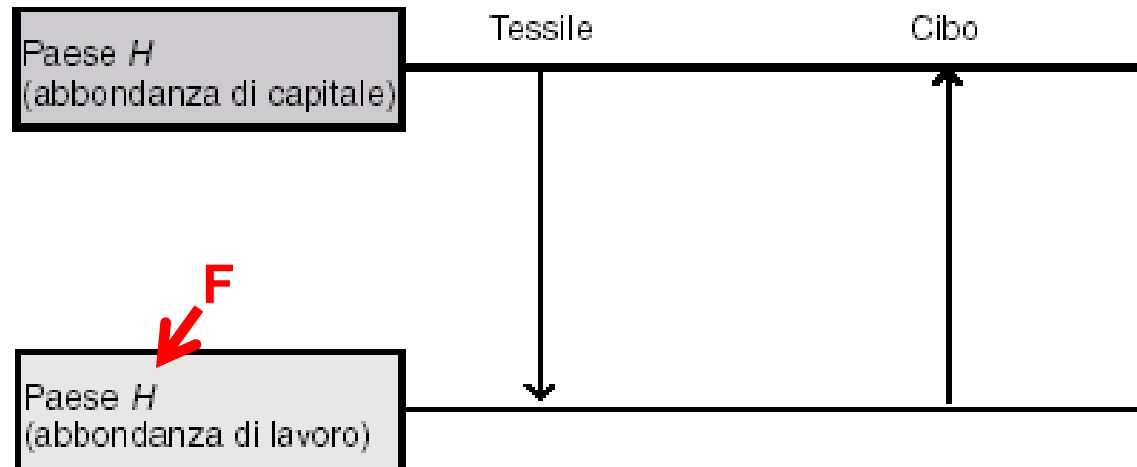 Tessile
Cibo
Paese H
(abbondanza di capitale)
F
Paese H
(abbondanza di lavoro)